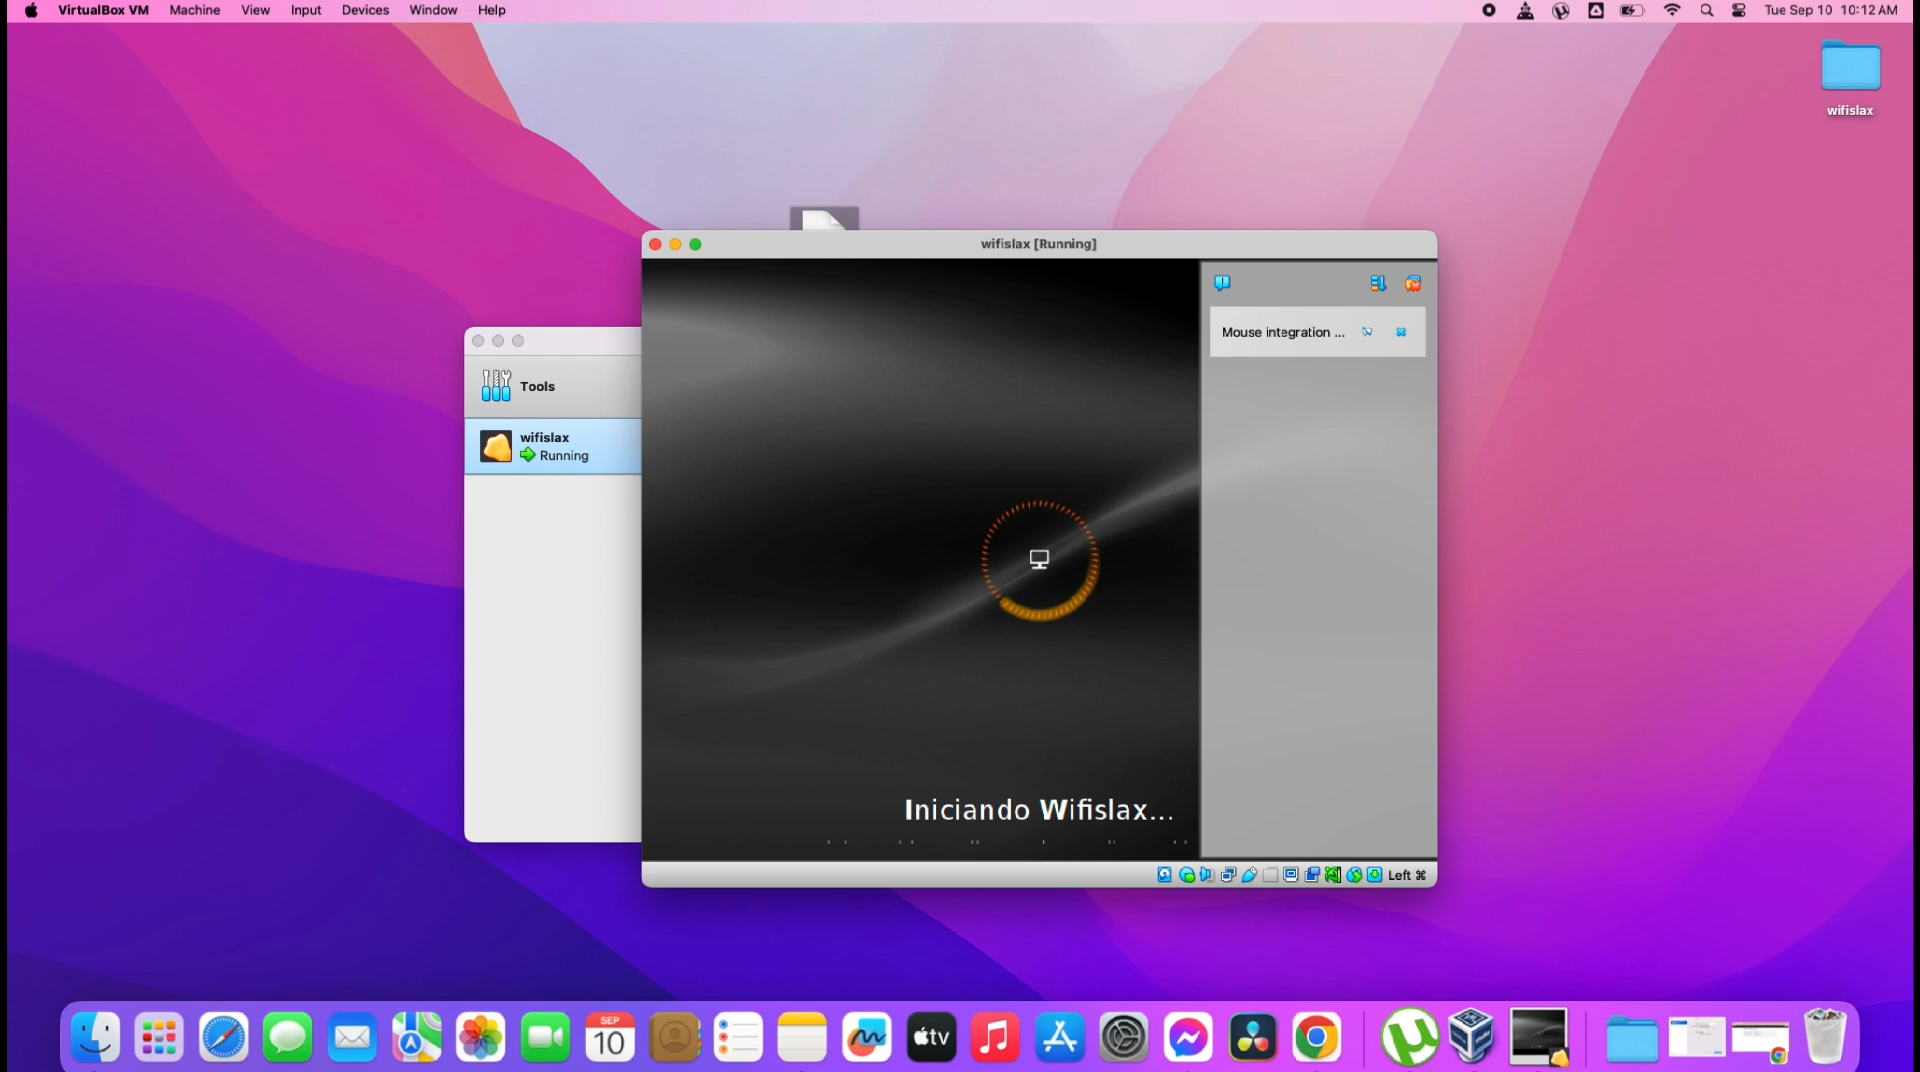 VirtualBox VM Machine View Input Devices Window Help
Tue Sep 10 10:12 AM
wifislax
wifislax [Running]
Mouse integration ...
Tools
wifislax
Running
Iniciando Wifislax...
Left ⌘
SEP
10
tv